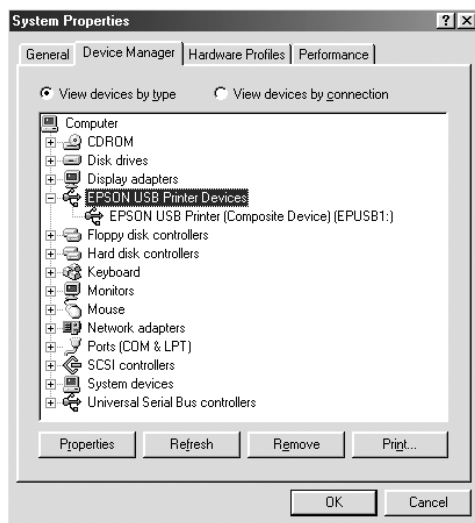 System Properties
General Device Manager Hardware Profiles Performance
View devices by type View devices by connection
Computer
CDROM
Disk drives
Display adapters
EPSON USB Printer Devices
EPSON USB Printer (Composite Device) (EPUSB1:)
Floppy disk controllers
Hard disk controllers
Keyboard
Monitors
Mouse
Network adapters
Ports (COM & LPT)
SCSI controllers
System devices
Universal Serial Bus controllers
Properties Refresh Remove Print...
OK Cancel